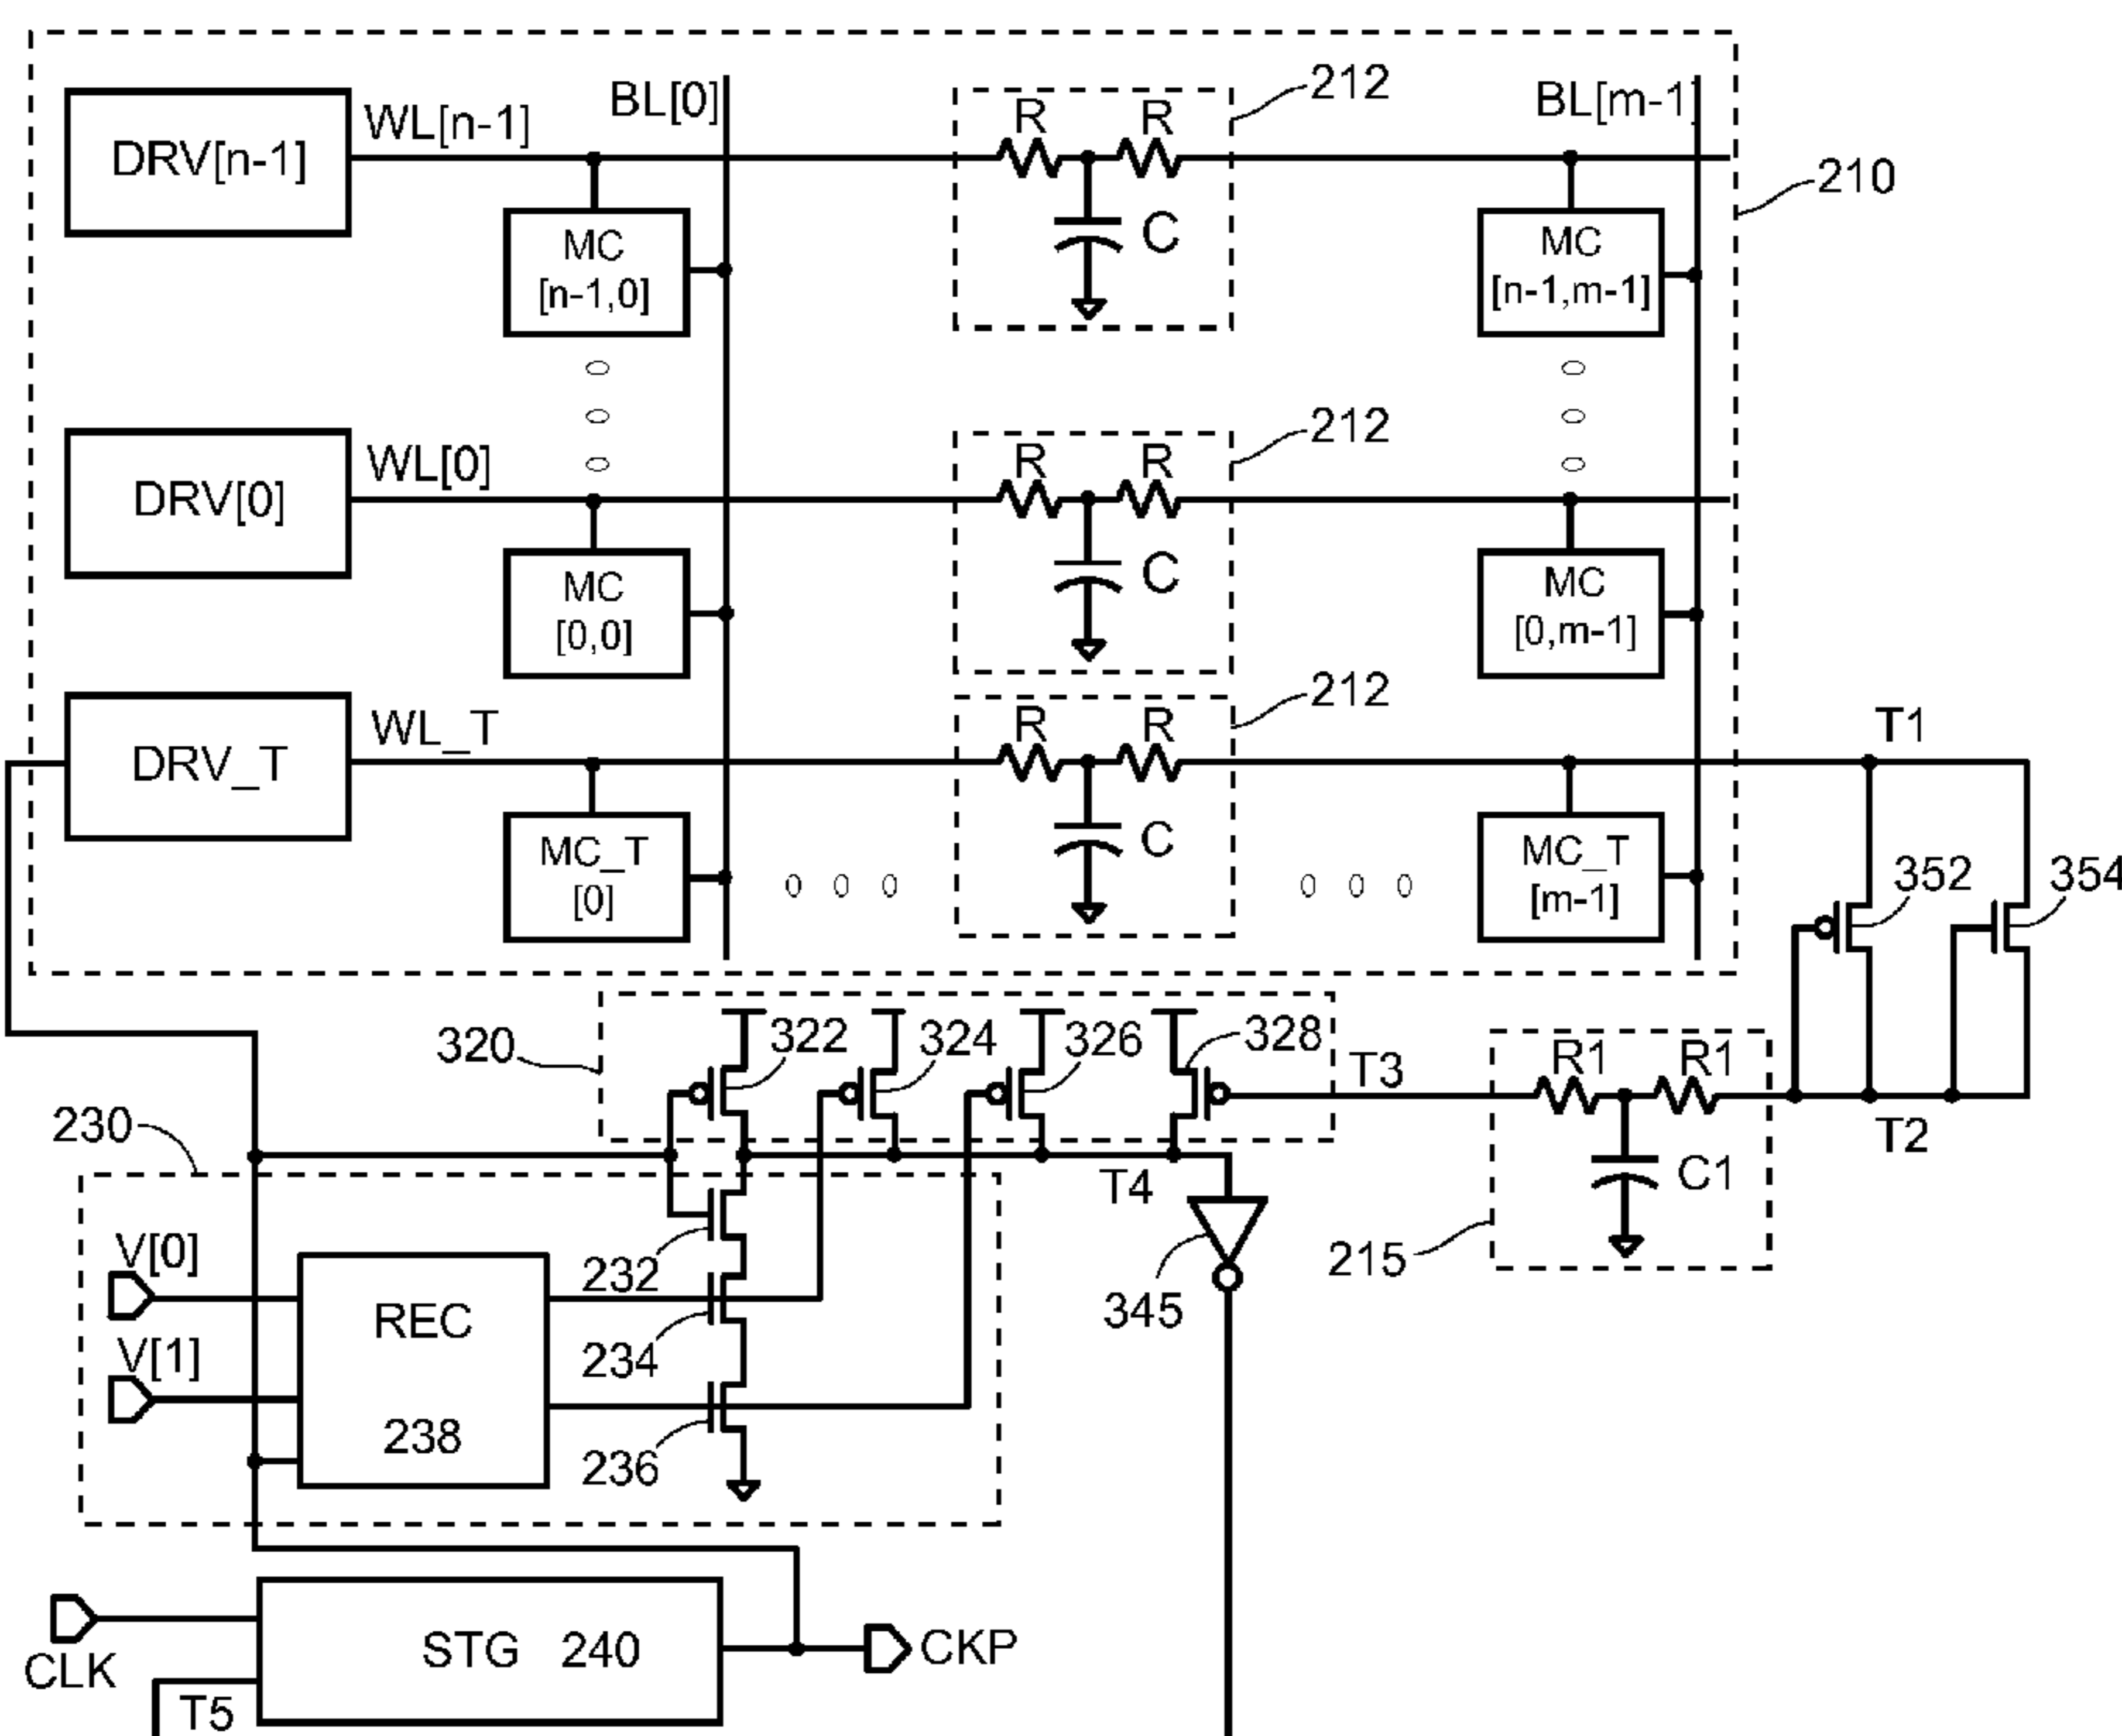 BL[0]
R R
212
BL[m-1]
WL[n-1]
DRV[n-1]
210
MC
[n-1,0]
C
MC
[n-1,m-1]
212
WL[0]
R R
DRV[0]
MC
[0,0]
C
MC
[0,m-1]
212
WL_T
R R
T1
DRV_T
MC_T
[0]
C
MC_T
[m-1]
352
354
320
322
324
326
328
T3
R1 R1
230
T2
T4
C1
V[0]
232
215
REC
345
V[1]
234
238
236
STG 240
CKP
CLK
T5